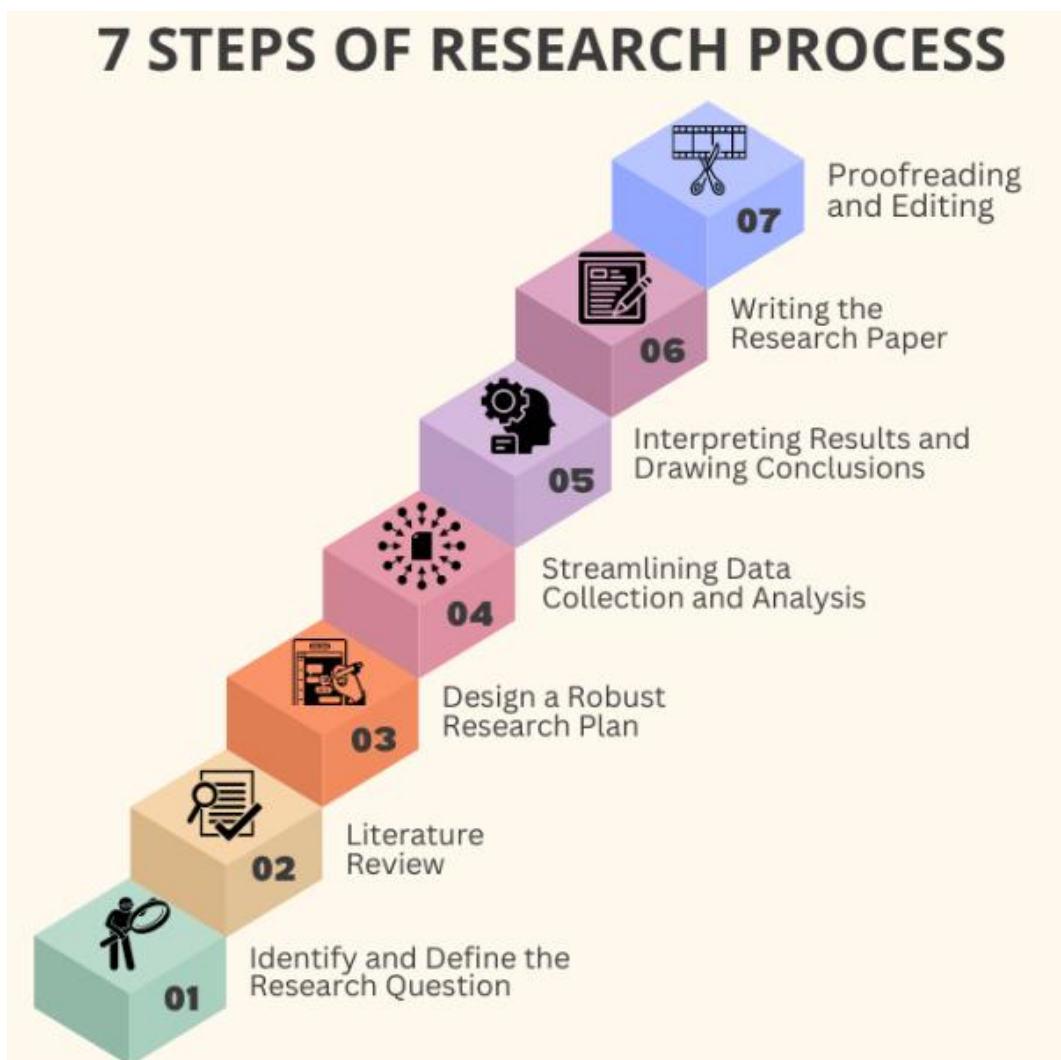 7 STEPS OF RESEARCH PROCESS
07
Proofreading
and Editing
06
Writing the
Research Paper
05
Interpreting Results and
Drawing Conclusions
04
Streamlining Data
Collection and Analysis
03
Design a Robust
Research Plan
02
Literature
Review
01
Identify and Define the
Research Question